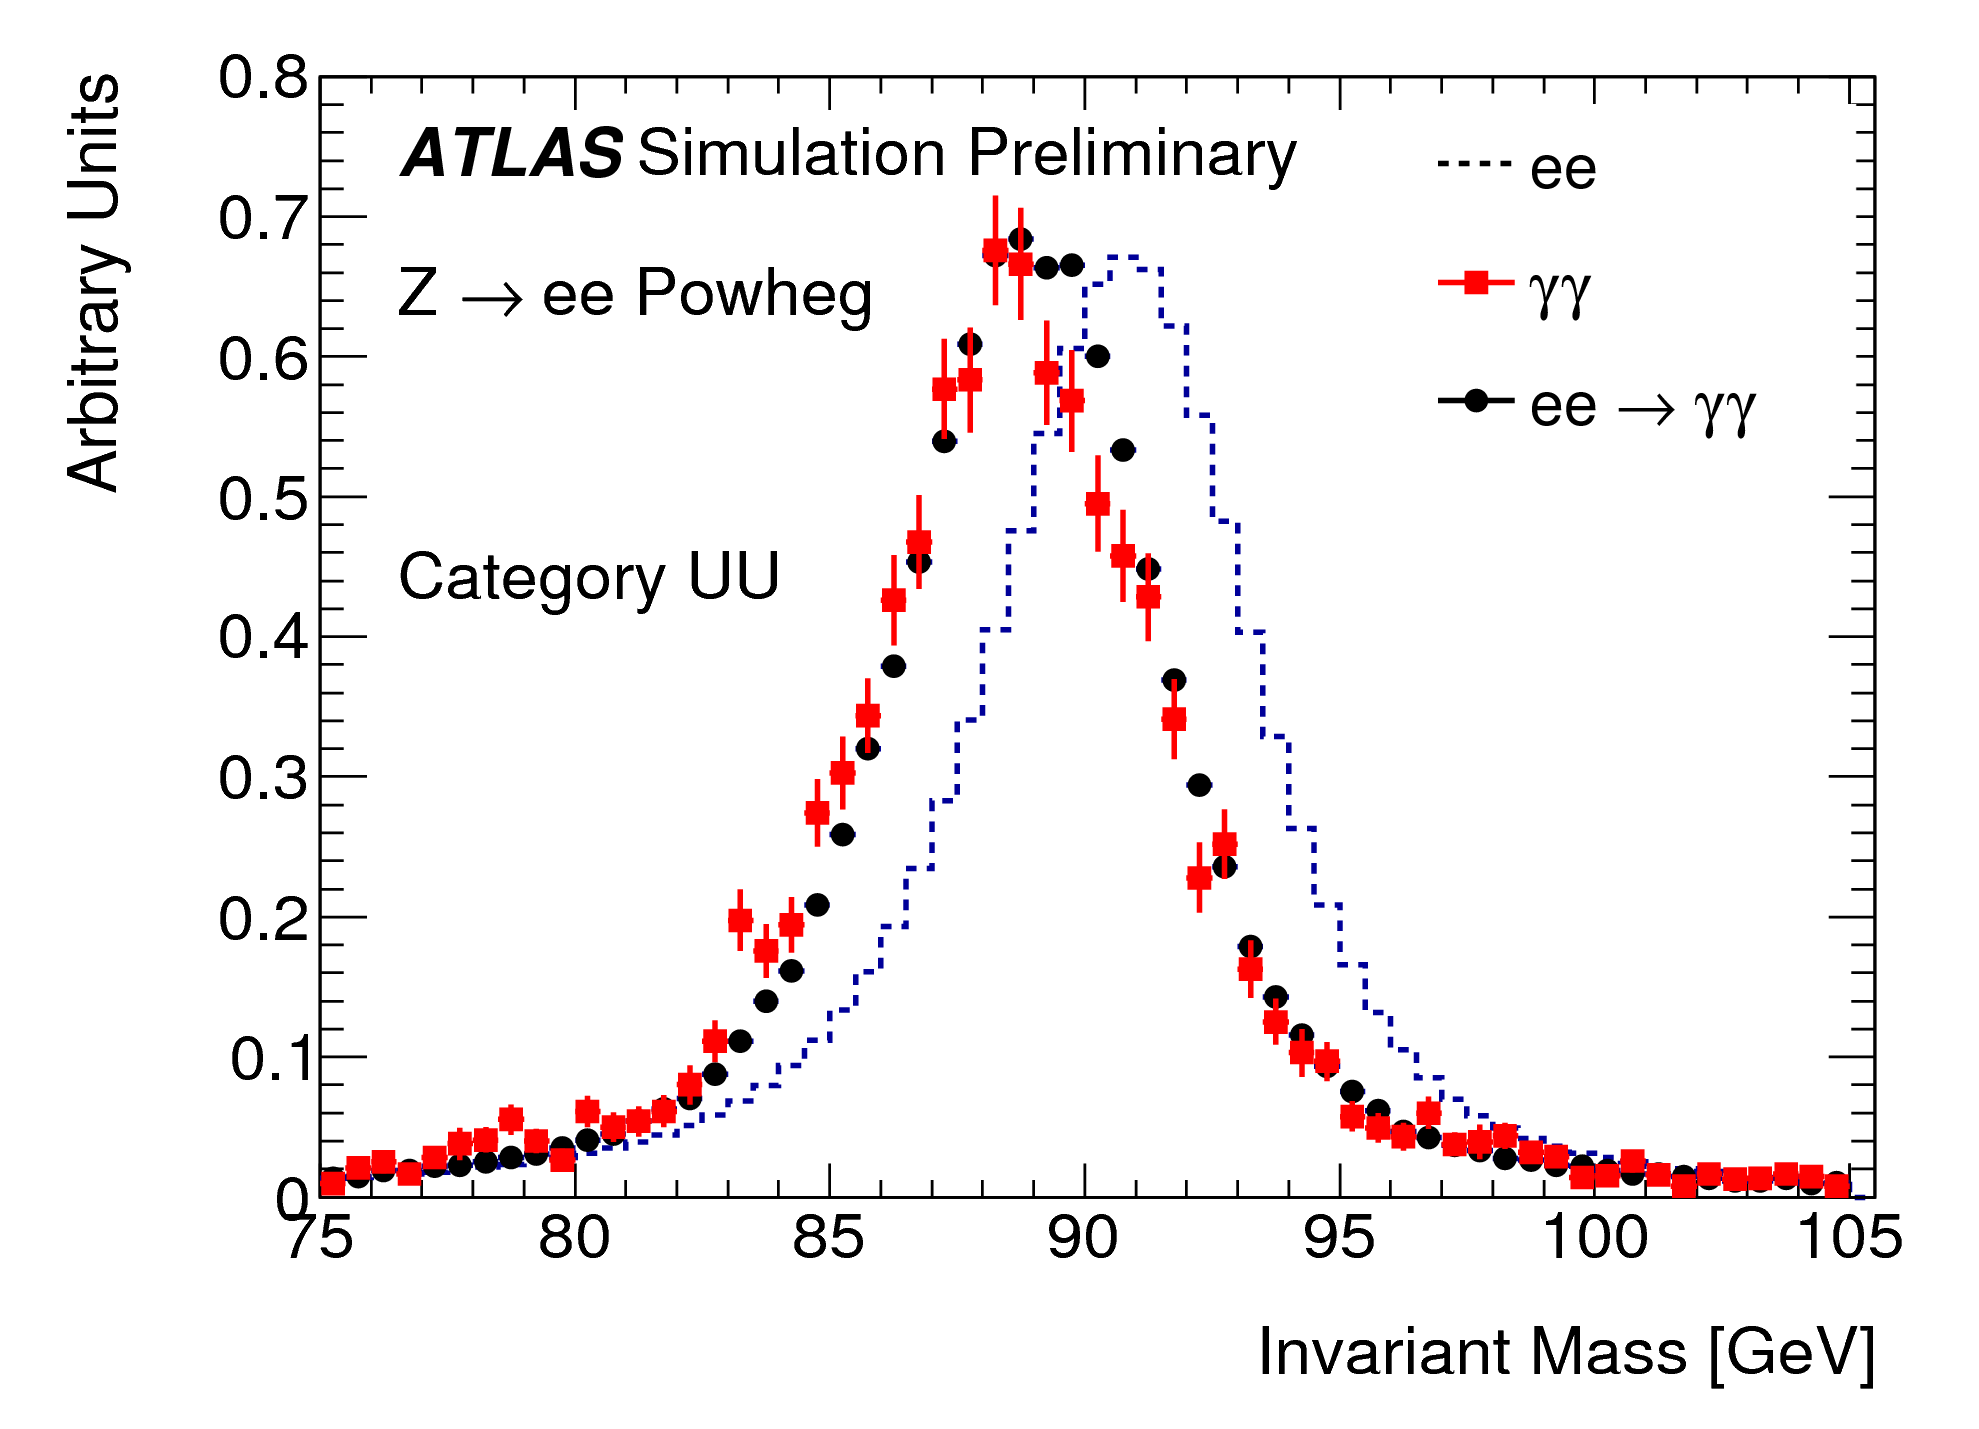 Arbitrary Units
0.8
0.7
0.6
0.5
0.4
0.3
0.2
0.1
0
ATLAS Simulation Preliminary
Z → ee Powheg
Category UU
ee
γγ
ee → γγ
75 80 85 90 95 100 105
Invariant Mass [GeV]